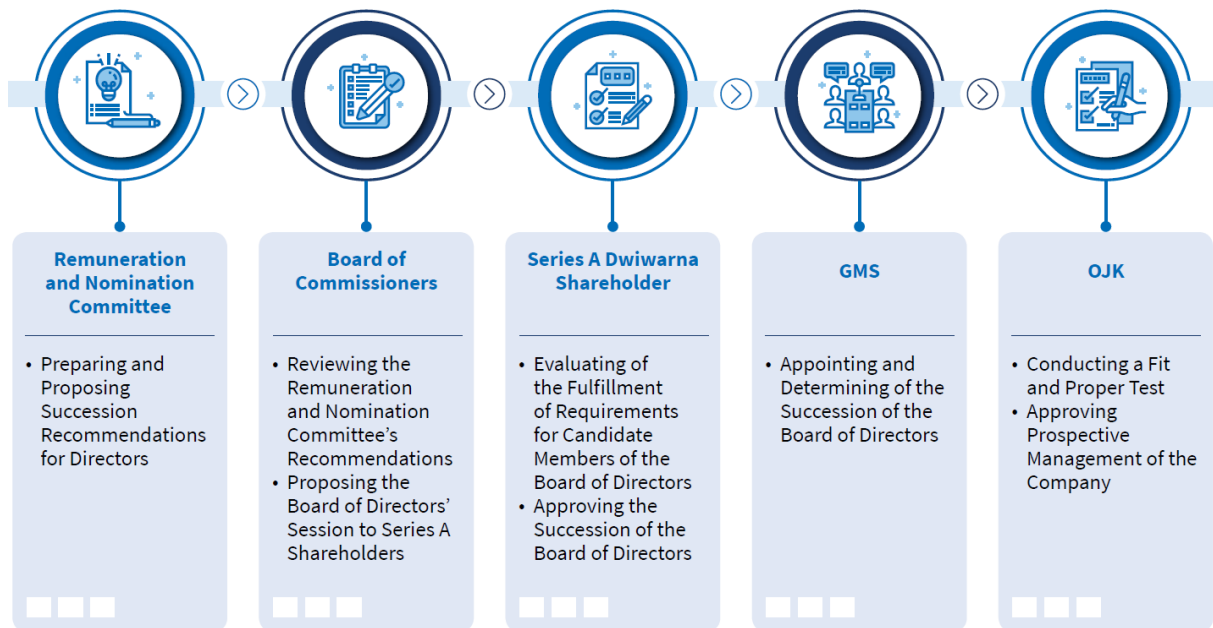 Remuneration
and Nomination
Committee
• Preparing and
Proposing
Succession
Recommendations
for Directors
Board of
Commissioners
• Reviewing the
Remuneration
and Nomination
Committee's
Recommendations
• Proposing the
Board of Directors'
Session to Series A
Shareholders
Series A Dwiwarna
Shareholder
• Evaluating of
the Fulfillment
of Requirements
for Candidate
Members of the
Board of Directors
• Approving the
Succession of the
Board of Directors
GMS
• Appointing and
Determining of the
Succession of the
Board of Directors
OJK
• Conducting a Fit
and Proper Test
• Approving
Prospective
Management of the
Company